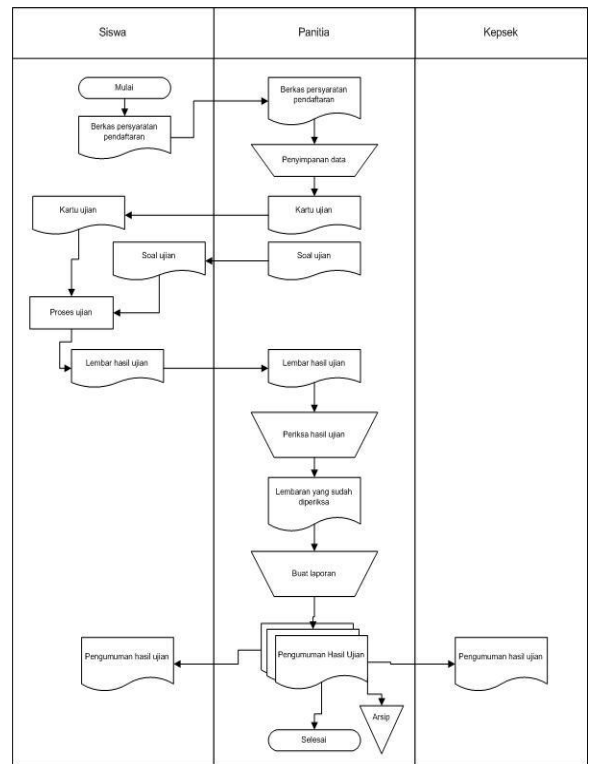 Siswa
Panitia
Kepsek
Mulai
Berkas persyaratan
pendaftaran
Berkas persyaratan
pendaftaran
Penyimpanan data
Kartu ujian
Kartu ujian
Soal ujian
Soal ujian
Proses ujian
Lembar hasil ujian
Lembar hasil ujian
Periksa hasil ujian
Lembaran yang sudah
diperiksa
Buat laporan
Pengumuman hasil ujian
Pengumuman Hasil Ujian
Pengumuman hasil ujian
Arsip
Selesai